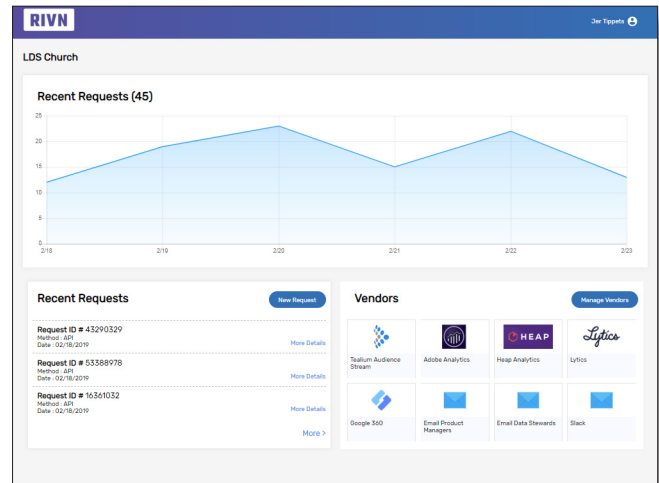 RIVN
Jer Tippets
LDS Church
Recent Requests (45)
25
20
15
10
5
0
2/18 2/19 2/20 2/21 2/22 2/23
Recent Requests
New Request
Request ID # 43290329
Method : API
Date : 02/18/2019
More Details
Request ID # 53388978
Method : API
Date : 02/18/2019
More Details
Request ID # 16361032
Method : API
Date : 02/18/2019
More Details
More >
Vendors
Manage Vendors
HEAP
Lytics
Tealium Audience
Stream
Adobe Analytics
Heap Analytics
Lytics
Google 360
Email Product
Managers
Email Data Stewards
Slack